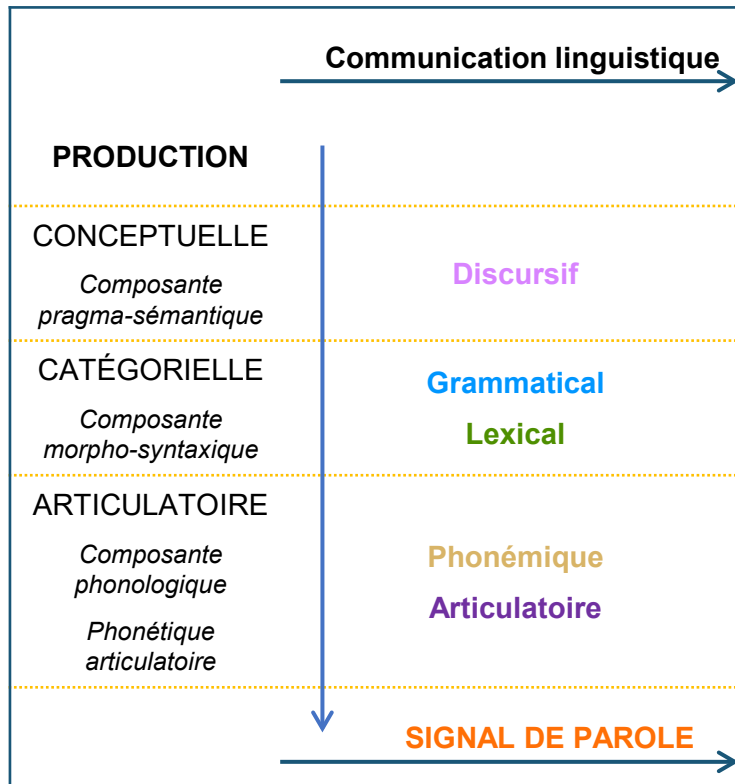 Communication linguistique
PRODUCTION
CONCEPTUELLE
Composante
pragma-sémantique
Discursif
CATÉGORIELLE
Composante
morpho-syntaxique
Grammatical
Lexical
ARTICULATOIRE
Composante
phonologique
Phonétique
articulatoire
Phonémique
Articulatoire
SIGNAL DE PAROLE